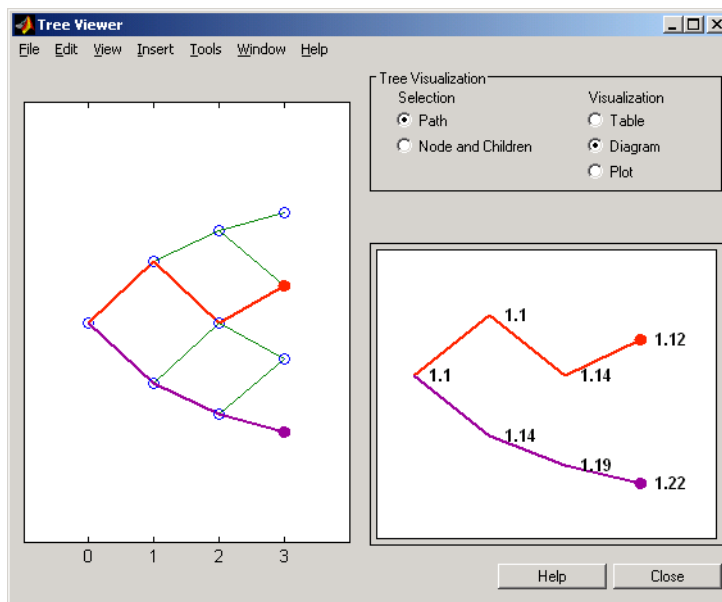 Tree Viewer
File Edit View Insert Tools Window Help
Tree Visualization
Selection
Visualization
Path
Table
Node and Children
Diagram
Plot
1.1
1.12
1.1
1.14
1.14
1.19
1.22
0 1 2 3
Help
Close